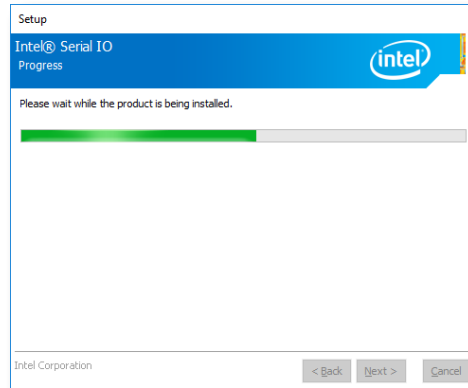 Setup
Intel® Serial IO
Progress
intel
Please wait while the product is being installed.
Intel Corporation
< Back Next > Cancel